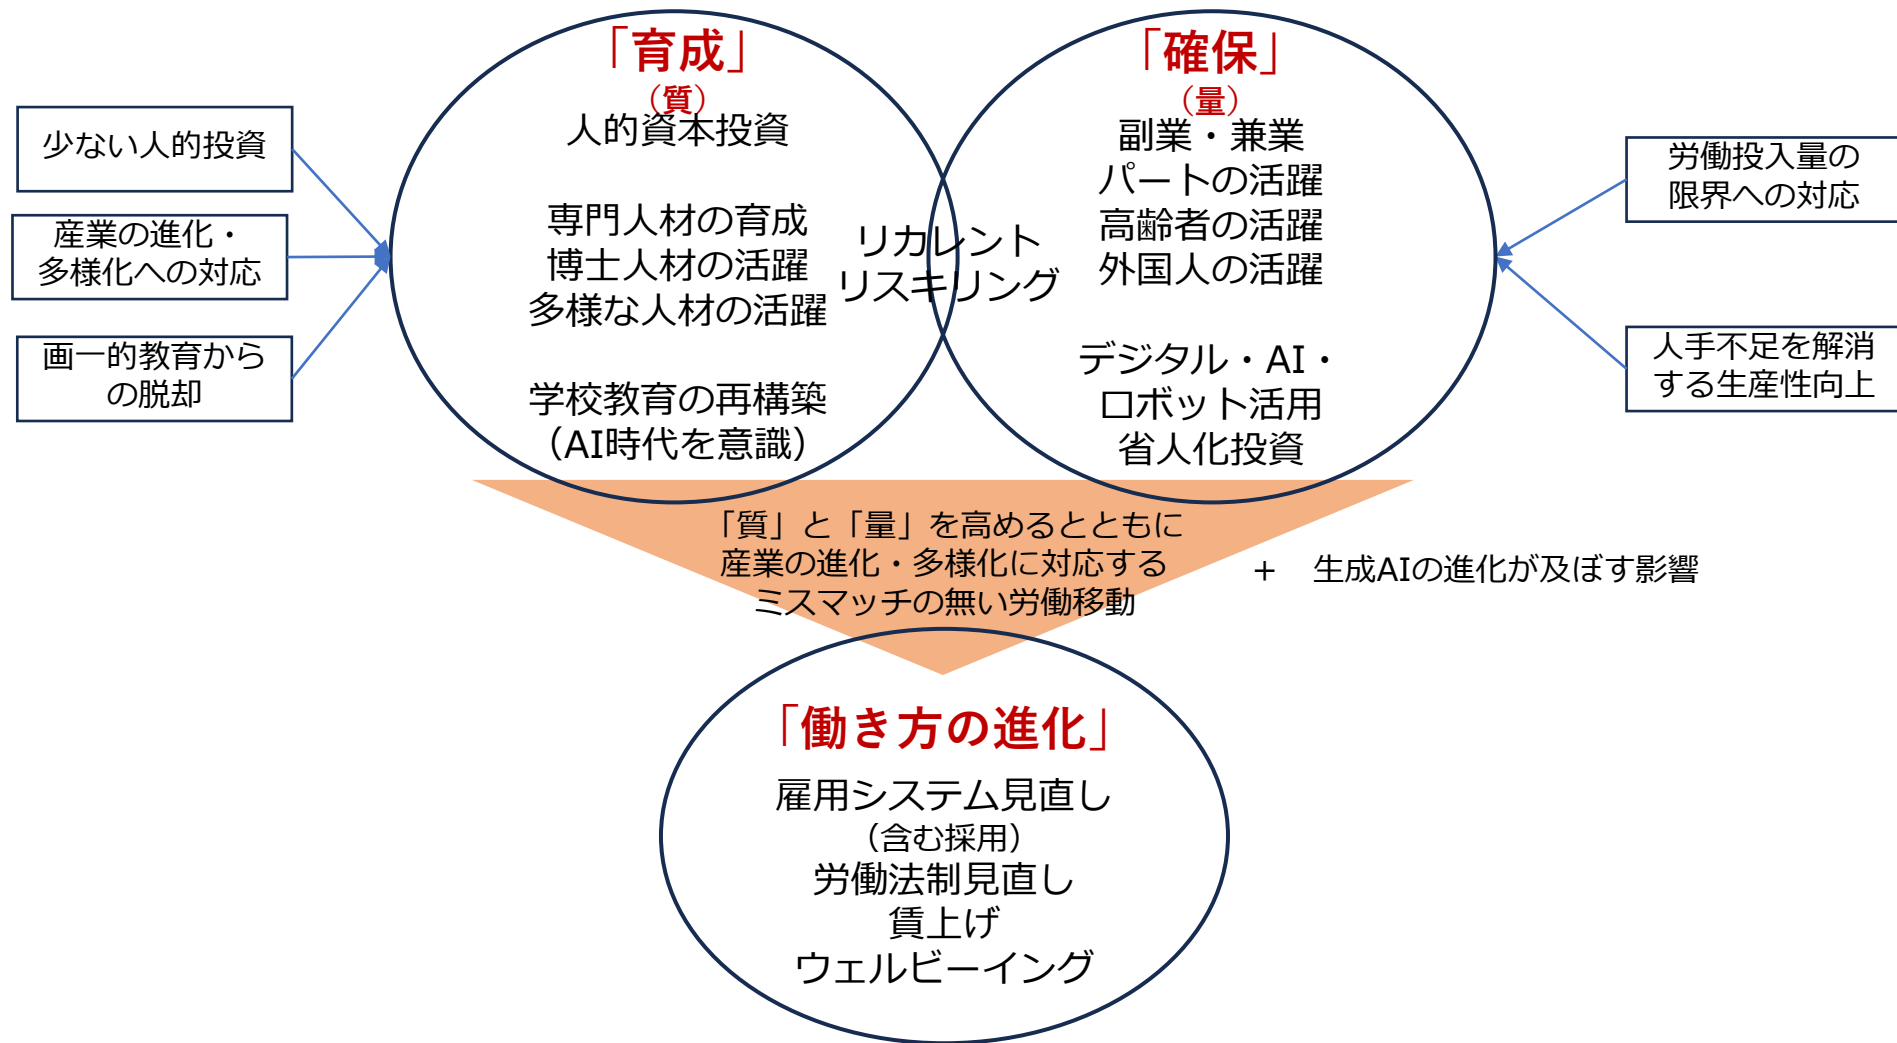 「育成」
（質）
人的資本投資
専門人材の育成
博士人材の活躍
多様な人材の活躍
学校教育の再構築
（AI時代を意識）
「確保」
（量）
副業・兼業
パートの活躍
高齢者の活躍
外国人の活躍
デジタル・AI・
ロボット活用
省人化投資
リカレント
リスキリング
少ない人的投資
産業の進化・
多様化への対応
画一的教育から
の脱却
労働投入量の
限界への対応
人手不足を解消
する生産性向上
「質」と「量」を高めるとともに
産業の進化・多様化に対応する
ミスマッチの無い労働移動
+　生成AIの進化が及ぼす影響
「働き方の進化」
雇用システム見直し
（含む採用）
労働法制見直し
賃上げ
ウェルビーイング